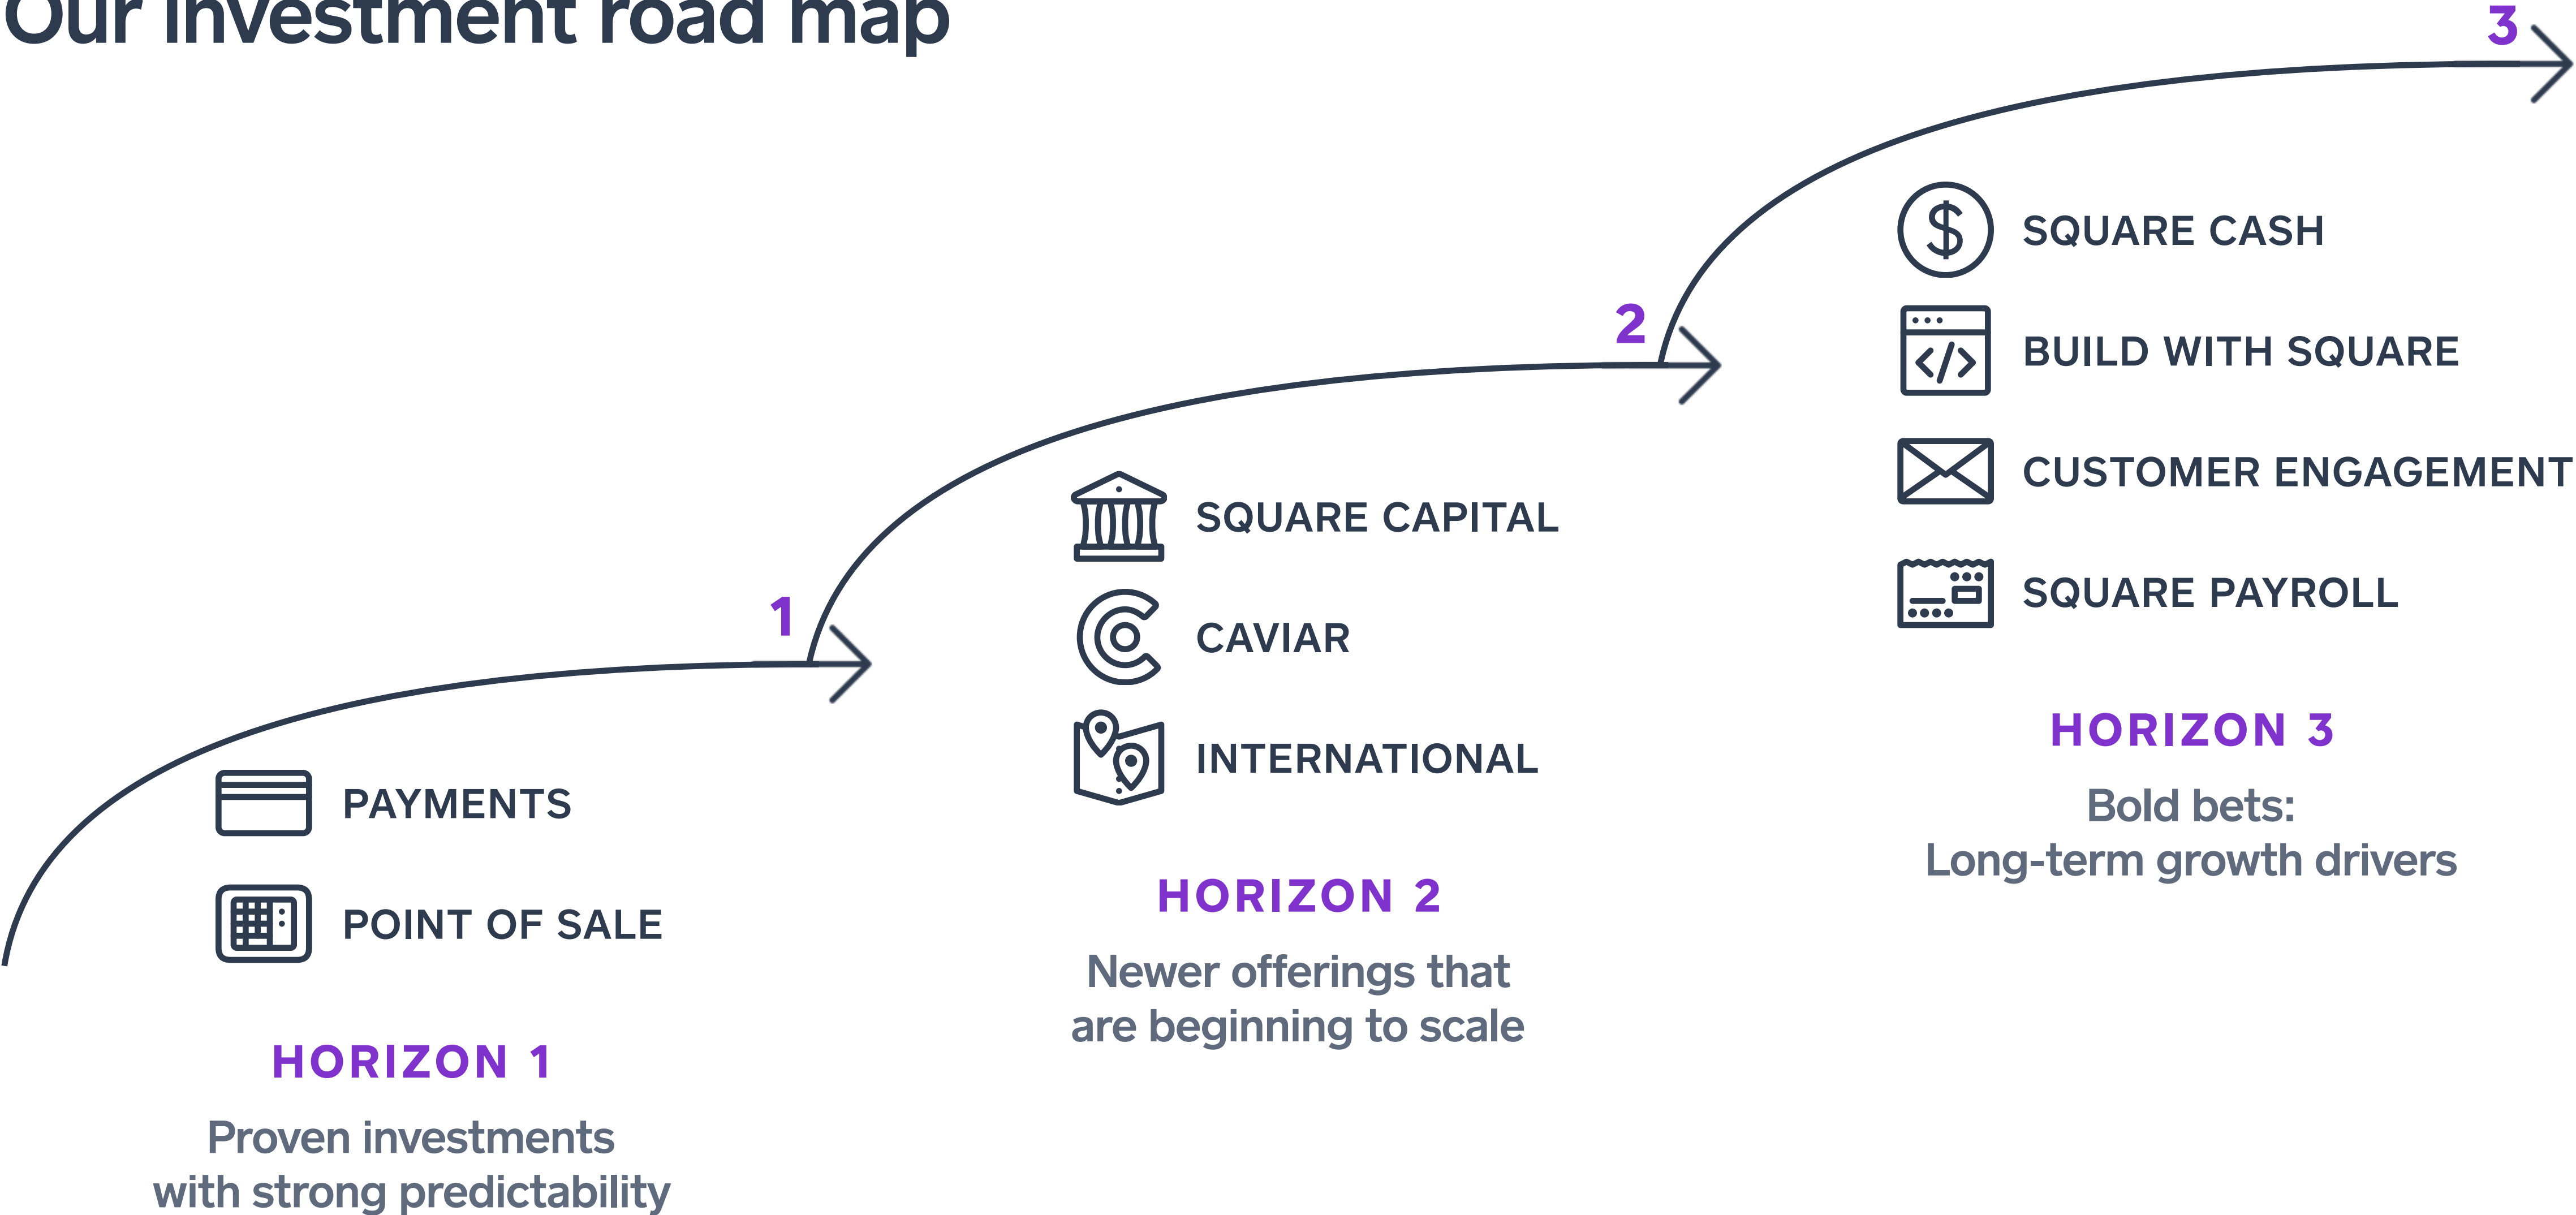 Our investment road map
1
PAYMENTS
POINT OF SALE
HORIZON 1
Proven investments
with strong predictability
2
SQUARE CAPITAL
CAVIAR
INTERNATIONAL
HORIZON 2
Newer offerings that
are beginning to scale
3
SQUARE CASH
BUILD WITH SQUARE
CUSTOMER ENGAGEMENT
SQUARE PAYROLL
HORIZON 3
Bold bets:
Long-term growth drivers